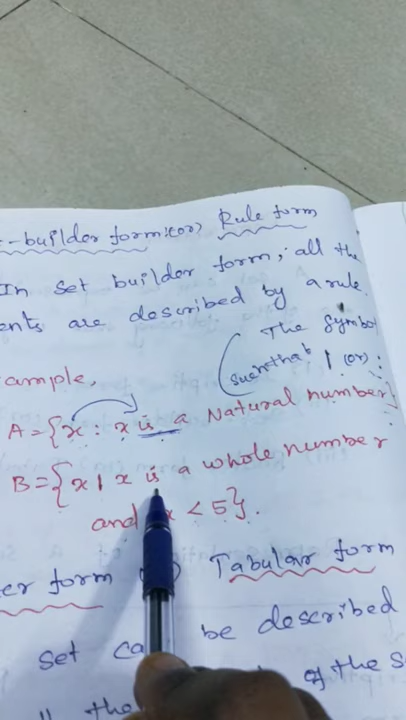 -builder form:(or) Rule form
In set builder form, all the
ents are described by a rule.
The symbol
such that | (or) :
ample,
A={x : x is a Natural number}
B={x | x is a whole number
and x < 5}.
er form Tabular form
set ca be described
of the s
the